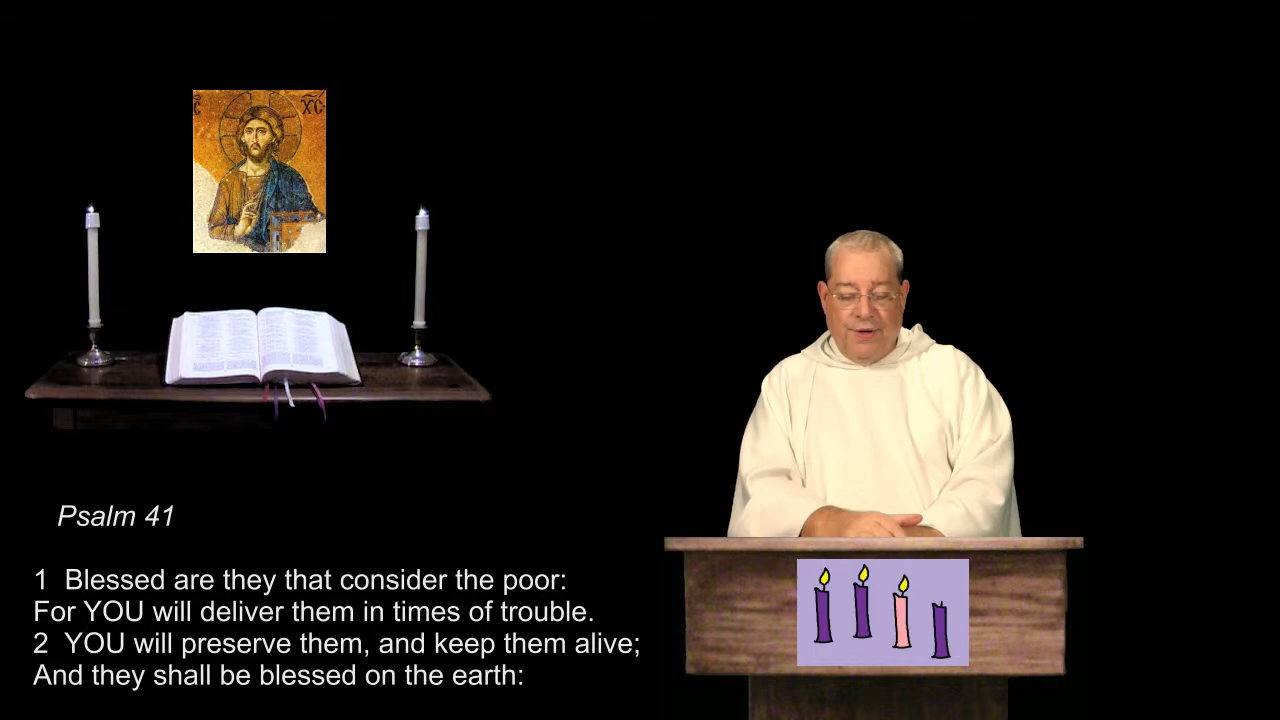 XC
Psalm 41
1 Blessed are they that consider the poor:
For YOU will deliver them in times of trouble.
2 YOU will preserve them, and keep them alive;
And they shall be blessed on the earth: